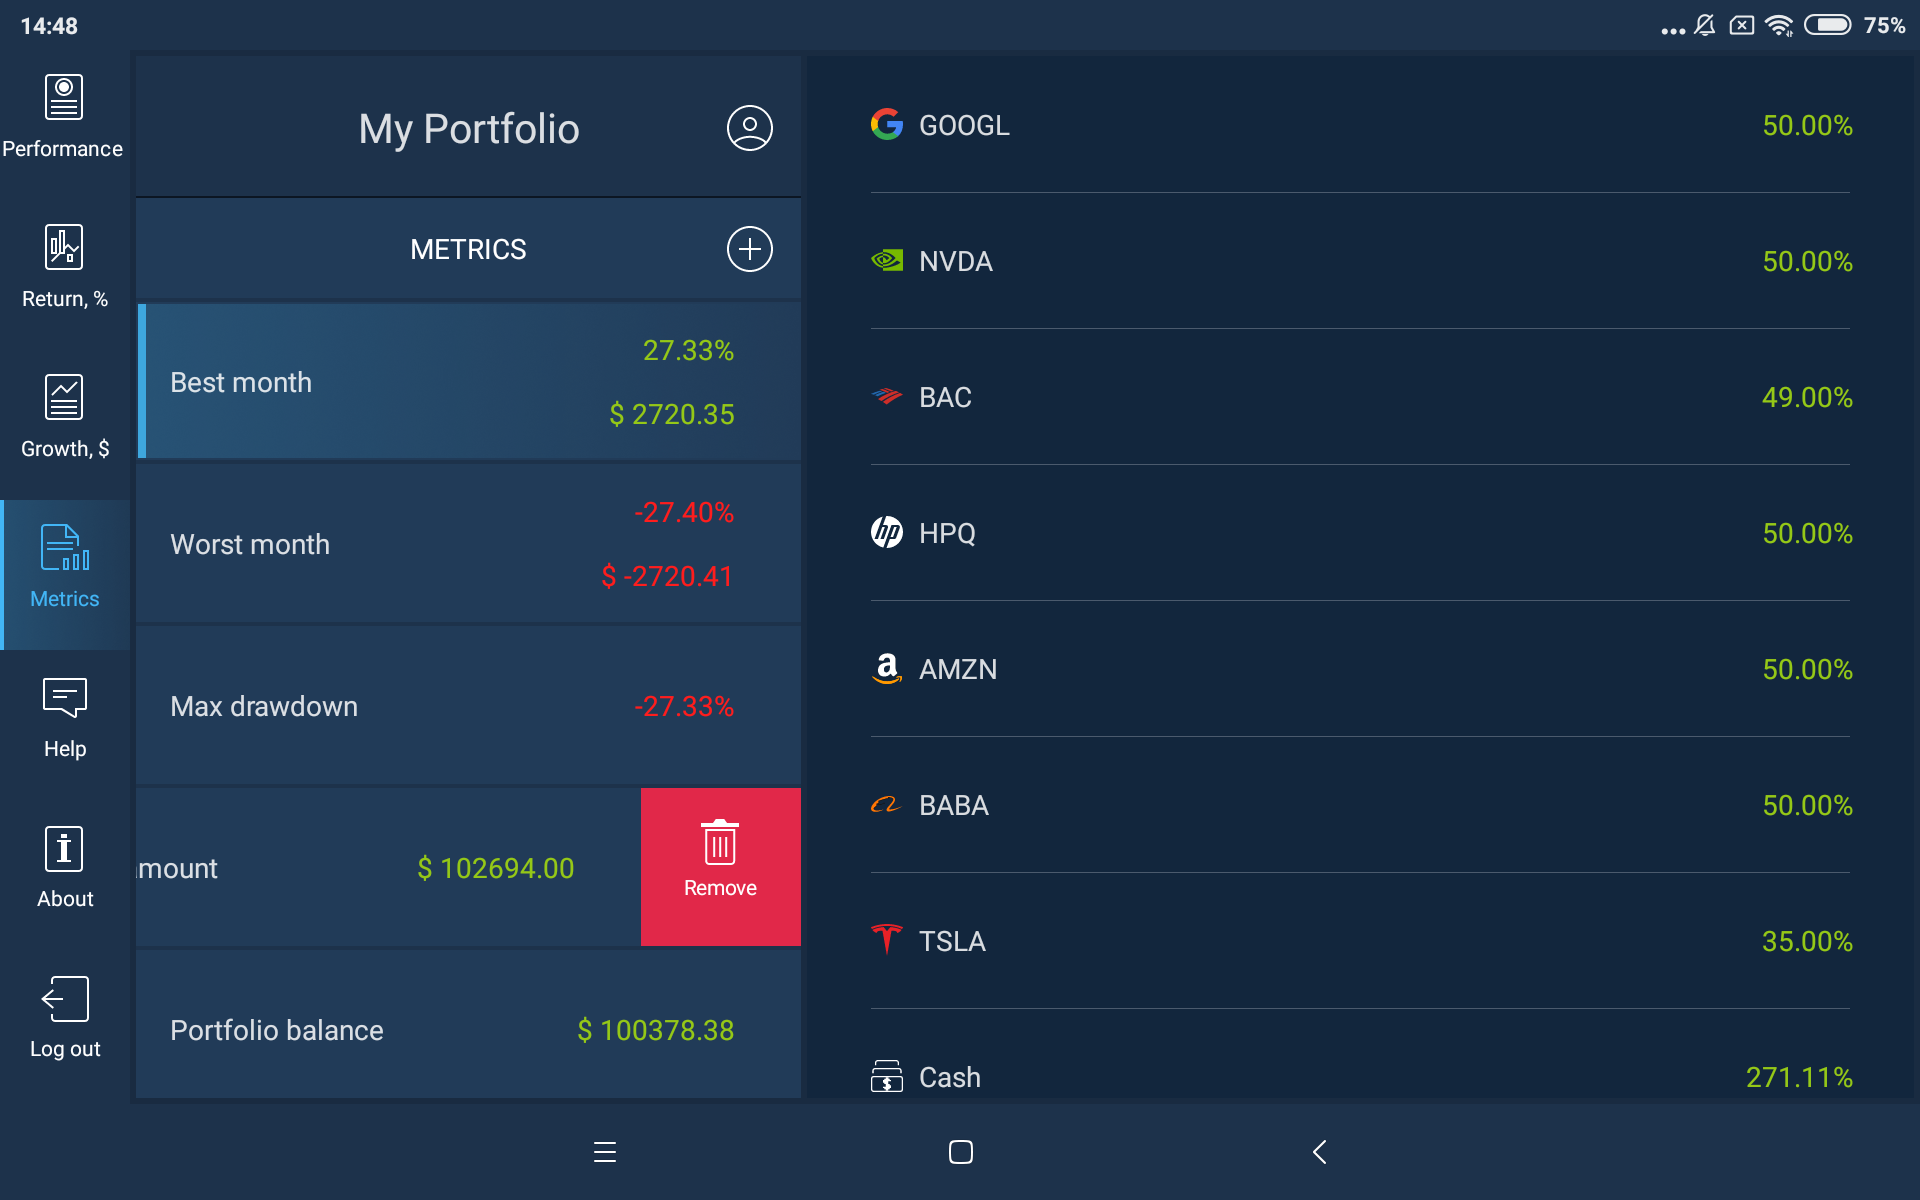 14:48
75%
Performance
Return, %
Growth, $
Metrics
Help
About
Log out
My Portfolio
METRICS
Best month
27.33%
$ 2720.35
Worst month
-27.40%
$ -2720.41
Max drawdown
-27.33%
mount
$ 102694.00
Remove
Portfolio balance
$ 100378.38
GOOGL 50.00%
NVDA 50.00%
BAC 49.00%
hp HPQ 50.00%
a AMZN 50.00%
BABA 50.00%
TSLA 35.00%
Cash 271.11%